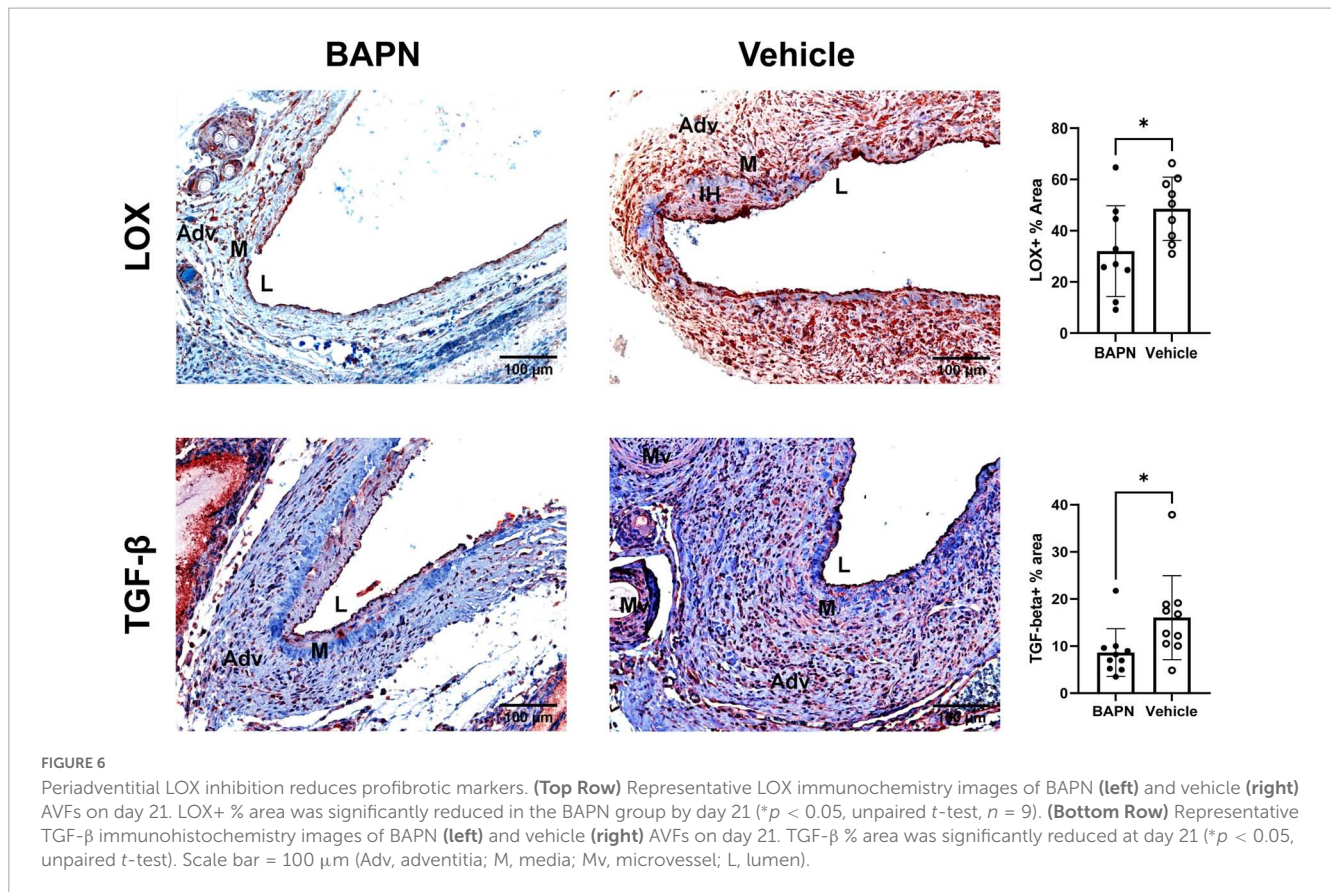 BAPN
Vehicle
LOX
Adv
M
L
100 μm
Adv
M
IH
L
100 μm
LOX+ % Area
80
60
40
20
0
*
BAPN
Vehicle
TGF-β
L
M
Adv
100 μm
Mv
Mv
L
M
Adv
100 μm
TGF-beta+ % area
40
30
20
10
0
*
BAPN
Vehicle
FIGURE 6
Periadventitial LOX inhibition reduces profibrotic markers. (Top Row) Representative LOX immunochemistry images of BAPN (left) and vehicle (right)
AVFs on day 21. LOX+ % area was significantly reduced in the BAPN group by day 21 (*p < 0.05, unpaired t-test, n = 9). (Bottom Row) Representative
TGF-β immunohistochemistry images of BAPN (left) and vehicle (right) AVFs on day 21. TGF-β % area was significantly reduced at day 21 (*p < 0.05,
unpaired t-test). Scale bar = 100 μm (Adv, adventitia; M, media; Mv, microvessel; L, lumen).